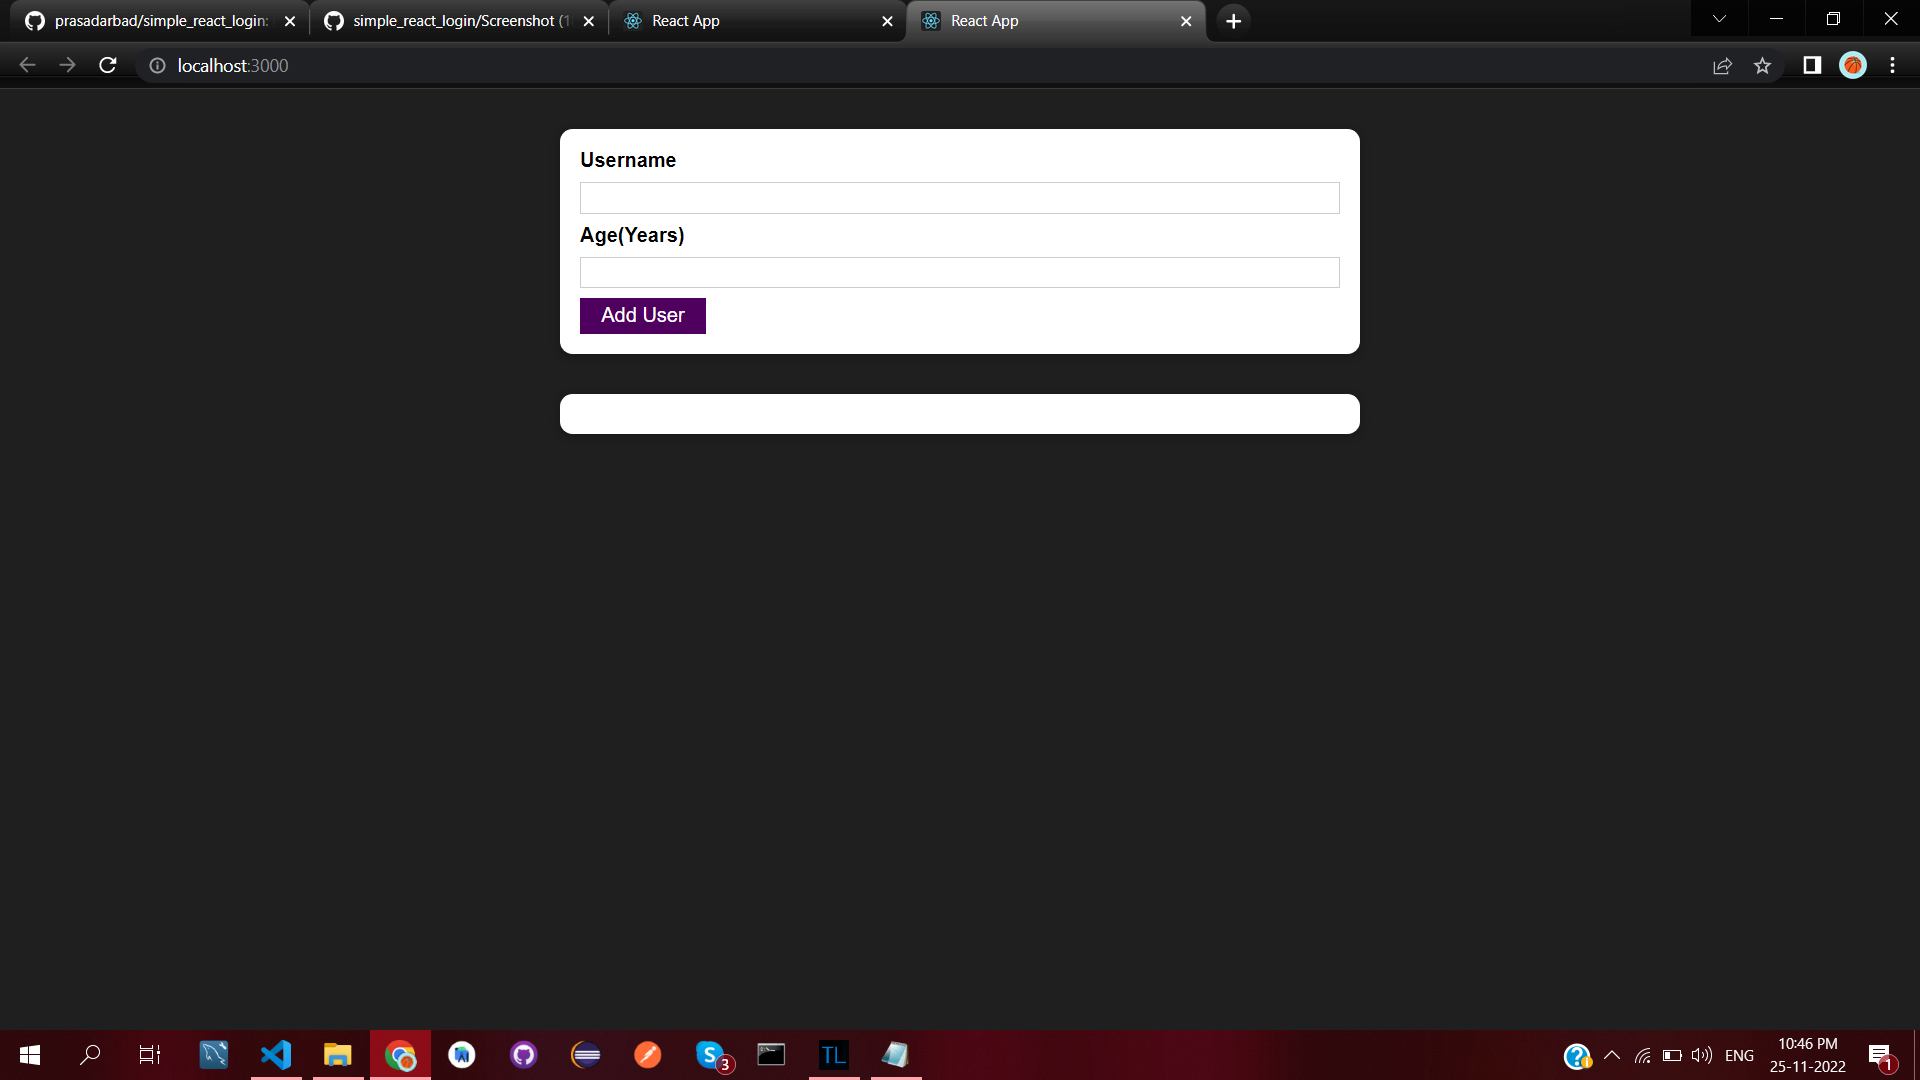 prasadarbad/simple_react_login:
simple_react_login/Screenshot (1
React App
React App
localhost:3000
Username
Age(Years)
Add User
S
3
TL
ENG
10:46 PM
25-11-2022
1